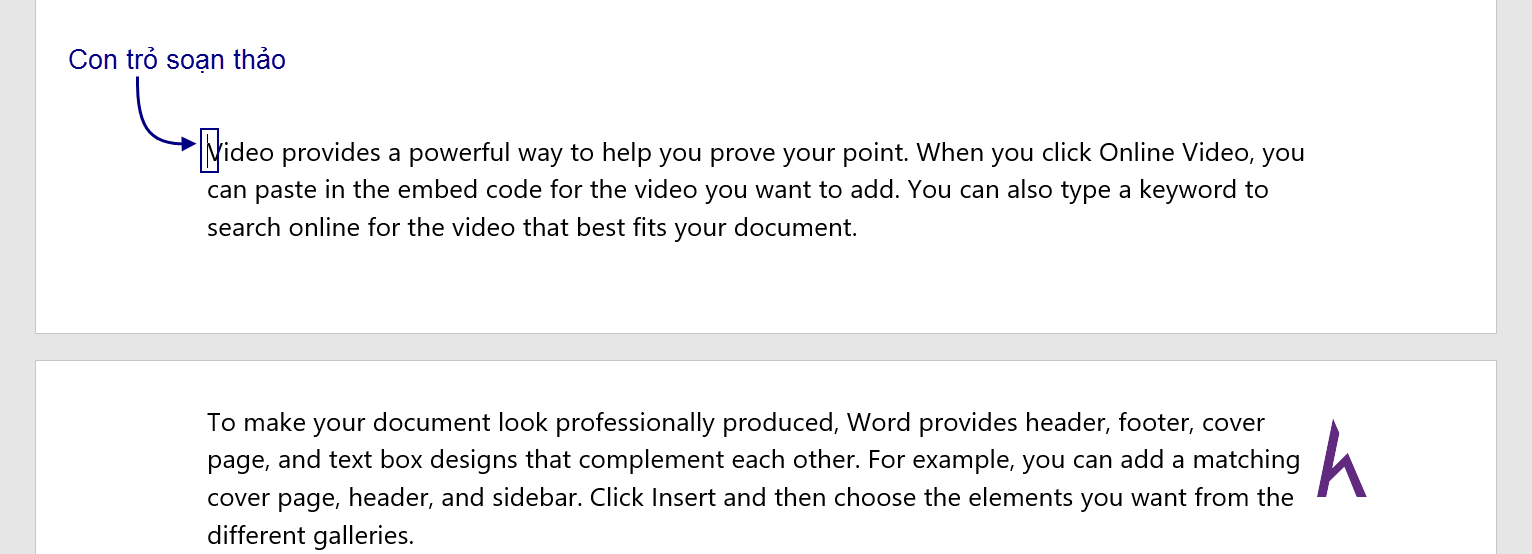 Con trỏ soạn thảo
Video provides a powerful way to help you prove your point. When you click Online Video, you
can paste in the embed code for the video you want to add. You can also type a keyword to
search online for the video that best fits your document.
To make your document look professionally produced, Word provides header, footer, cover
page, and text box designs that complement each other. For example, you can add a matching
cover page, header, and sidebar. Click Insert and then choose the elements you want from the
different galleries.